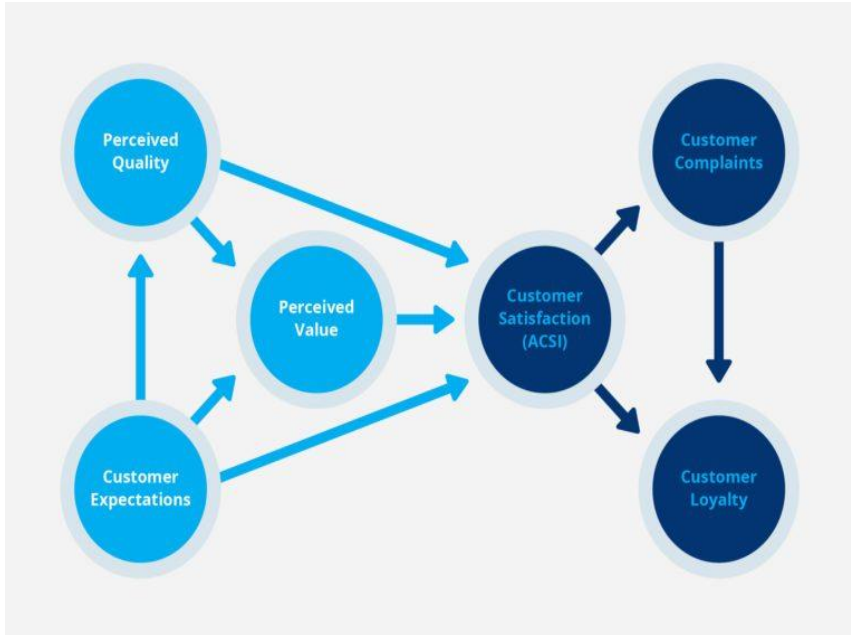 Perceived
Quality
Customer
Complaints
Perceived
Value
Customer
Satisfaction
(ACSI)
Customer
Expectations
Customer
Loyalty